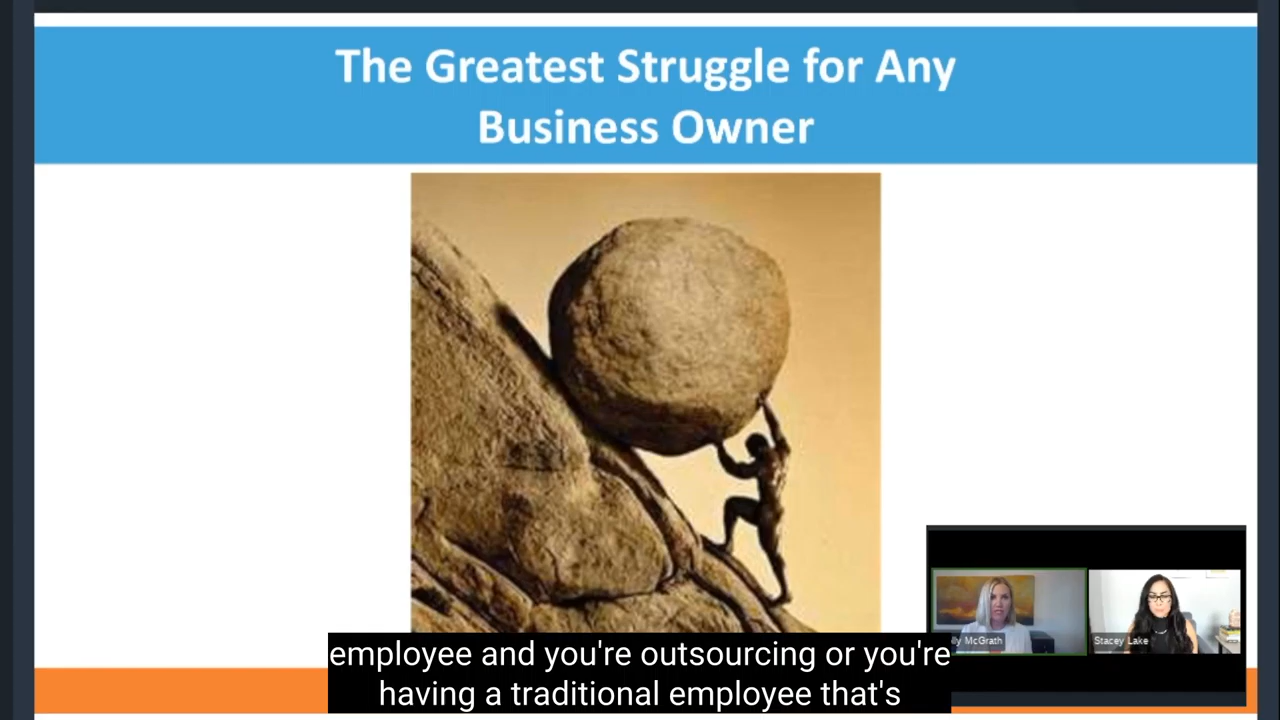 The Greatest Struggle for Any
Business Owner
McGrath
Stacey Lake
employee and you're outsourcing or you're
having a traditional employee that's